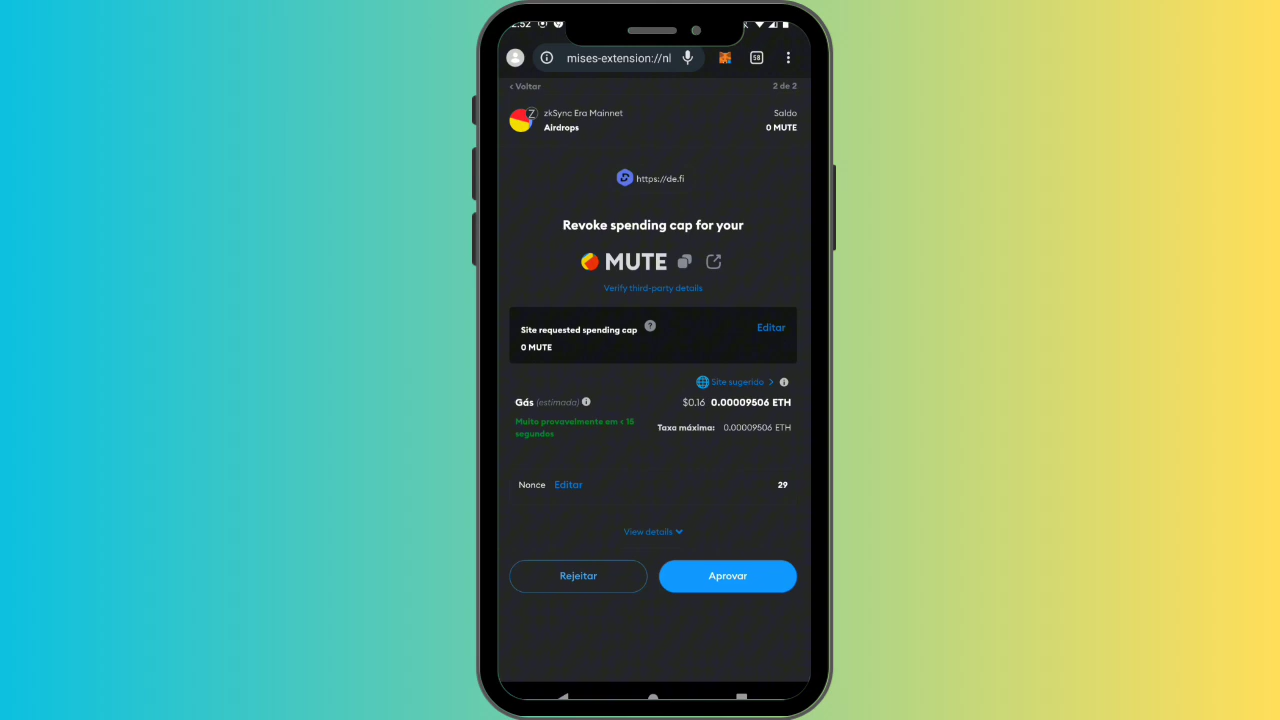 2:52
mises-extension://nl
58
< Voltar
2 de 2
Z
zkSync Era Mainnet
Saldo
Airdrops
0 MUTE
https://de.fi
Revoke spending cap for your
MUTE
Verify third-party details
Site requested spending cap ?
Editar
0 MUTE
Site sugerido >
Gás (estimada)
$0.16 0.00009506 ETH
Muito provavelmente em < 15 segundos
Taxa máxima: 0.00009506 ETH
Nonce Editar
29
View details
Rejeitar
Aprovar